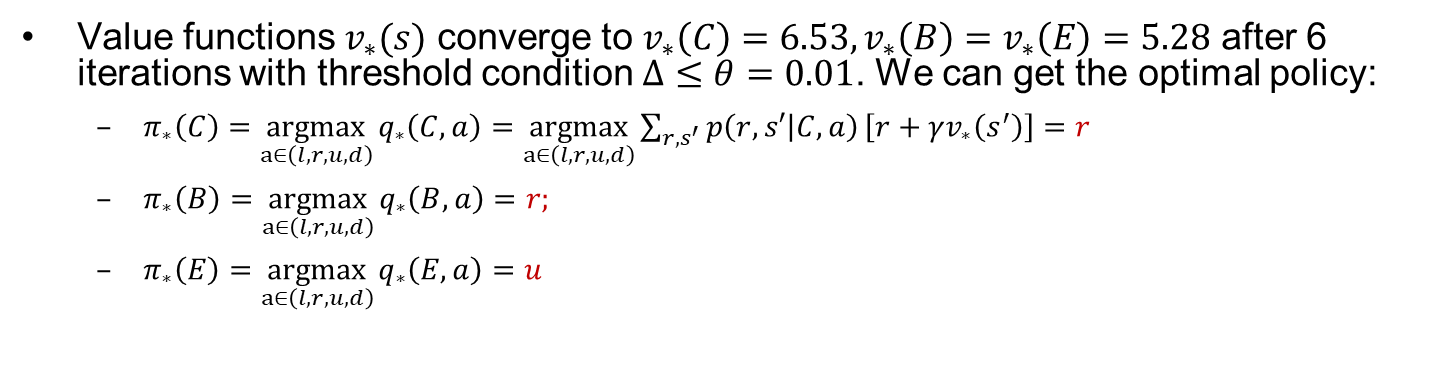 • Value functions 𝑣∗(𝑠) converge to 𝑣∗(𝐶) = 6.53, 𝑣∗(𝐵) = 𝑣∗(𝐸) = 5.28 after 6
iterations with threshold condition Δ ≤ 𝜃 = 0.01. We can get the optimal policy:
– 𝜋∗(𝐶) = argmax 𝑞∗(𝐶, 𝑎) = argmax ∑𝑟,𝑠′ 𝑝(𝑟, 𝑠′|𝐶, 𝑎) [𝑟 + 𝛾𝑣∗(𝑠′)] = 𝑟
a∈(𝑙,𝑟,𝑢,𝑑) a∈(𝑙,𝑟,𝑢,𝑑)
– 𝜋∗(𝐵) = argmax 𝑞∗(𝐵, 𝑎) = 𝑟;
a∈(𝑙,𝑟,𝑢,𝑑)
– 𝜋∗(𝐸) = argmax 𝑞∗(𝐸, 𝑎) = 𝑢
a∈(𝑙,𝑟,𝑢,𝑑)